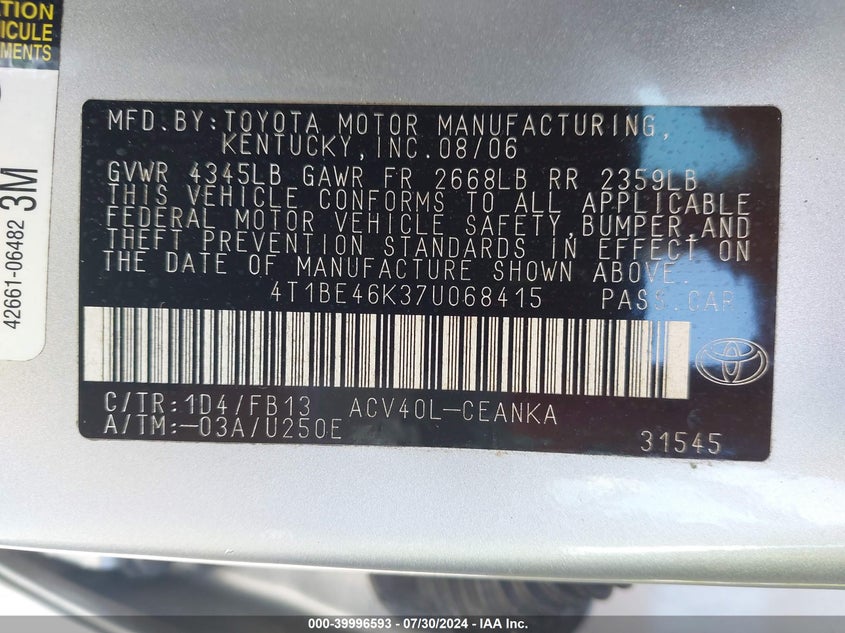 TION
ICULE
MENTS
42661-06482 3M
MFD.BY:TOYOTA MOTOR MANUFACTURING,
KENTUCKY,INC.08/06
GVWR 4345LB GAWR FR 2668LB RR 2359LB
THIS VEHICLE CONFORMS TO ALL APPLICABLE
FEDERAL MOTOR VEHICLE SAFETY,BUMPER,AND
THEFT PREVENTION STANDARDS IN EFFECT ON
THE DATE OF MANUFACTURE SHOWN ABOVE.
4T1BE46K37U068415 PASS.CAR
C/TR:1D4/FB13 ACV40L-CEANKA
A/TM:-03A/U250E
31545
000-39996593 - 07/30/2024 - IAA Inc.